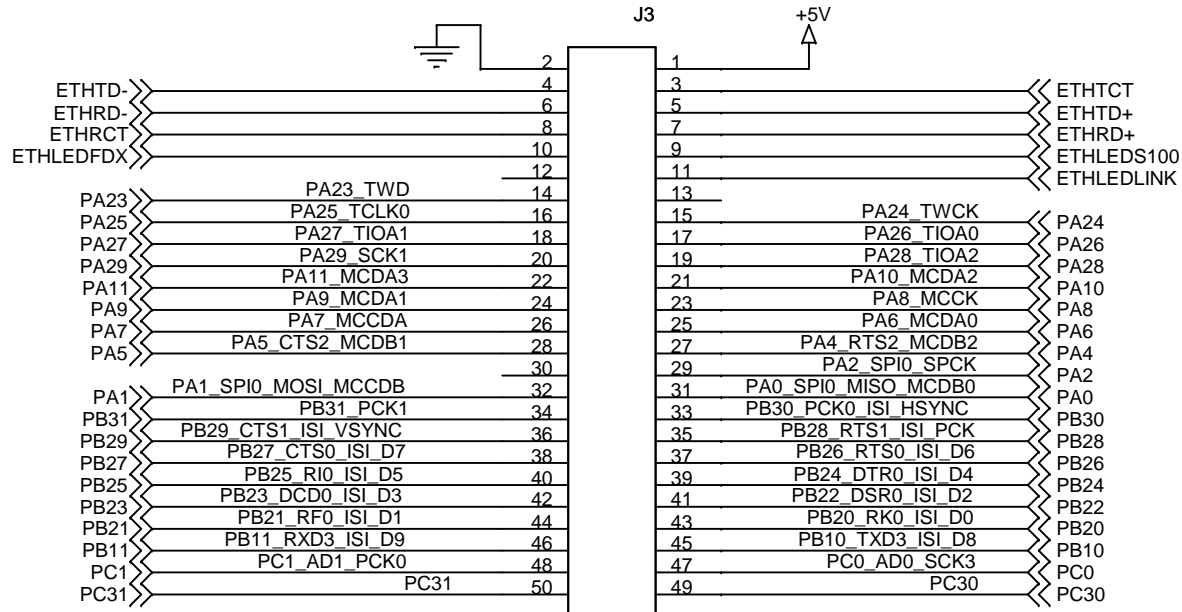 J3
+5V
2 1
ETHTD- 4 3 ETHTCT
ETHRD- 6 5 ETHTD+
ETHRCT 8 7 ETHRD+
ETHLEDFDX 10 9 ETHLEDS100
12 11 ETHLEDLINK
PA23 PA23_TWD 14 13
PA25 PA25_TCLK0 16 15 PA24_TWCK PA24
PA27 PA27_TIOA1 18 17 PA26_TIOA0 PA26
PA29 PA29_SCK1 20 19 PA28_TIOA2 PA28
PA11 PA11_MCDA3 22 21 PA10_MCDA2 PA10
PA9 PA9_MCDA1 24 23 PA8_MCCK PA8
PA7 PA7_MCCDA 26 25 PA6_MCDA0 PA6
PA5 PA5_CTS2_MCDB1 28 27 PA4_RTS2_MCDB2 PA4
30 29 PA2_SPI0_SPCK PA2
PA1 PA1_SPI0_MOSI_MCCDB 32 31 PA0_SPI0_MISO_MCDB0 PA0
PB31 PB31_PCK1 34 33 PB30_PCK0_ISI_HSYNC PB30
PB29 PB29_CTS1_ISI_VSYNC 36 35 PB28_RTS1_ISI_PCK PB28
PB27 PB27_CTS0_ISI_D7 38 37 PB26_RTS0_ISI_D6 PB26
PB25 PB25_RI0_ISI_D5 40 39 PB24_DTR0_ISI_D4 PB24
PB23 PB23_DCD0_ISI_D3 42 41 PB22_DSR0_ISI_D2 PB22
PB21 PB21_RF0_ISI_D1 44 43 PB20_RK0_ISI_D0 PB20
PB11 PB11_RXD3_ISI_D9 46 45 PB10_TXD3_ISI_D8 PB10
PC1 PC1_AD1_PCK0 48 47 PC0_AD0_SCK3 PC0
PC31 PC31 50 49 PC30 PC30